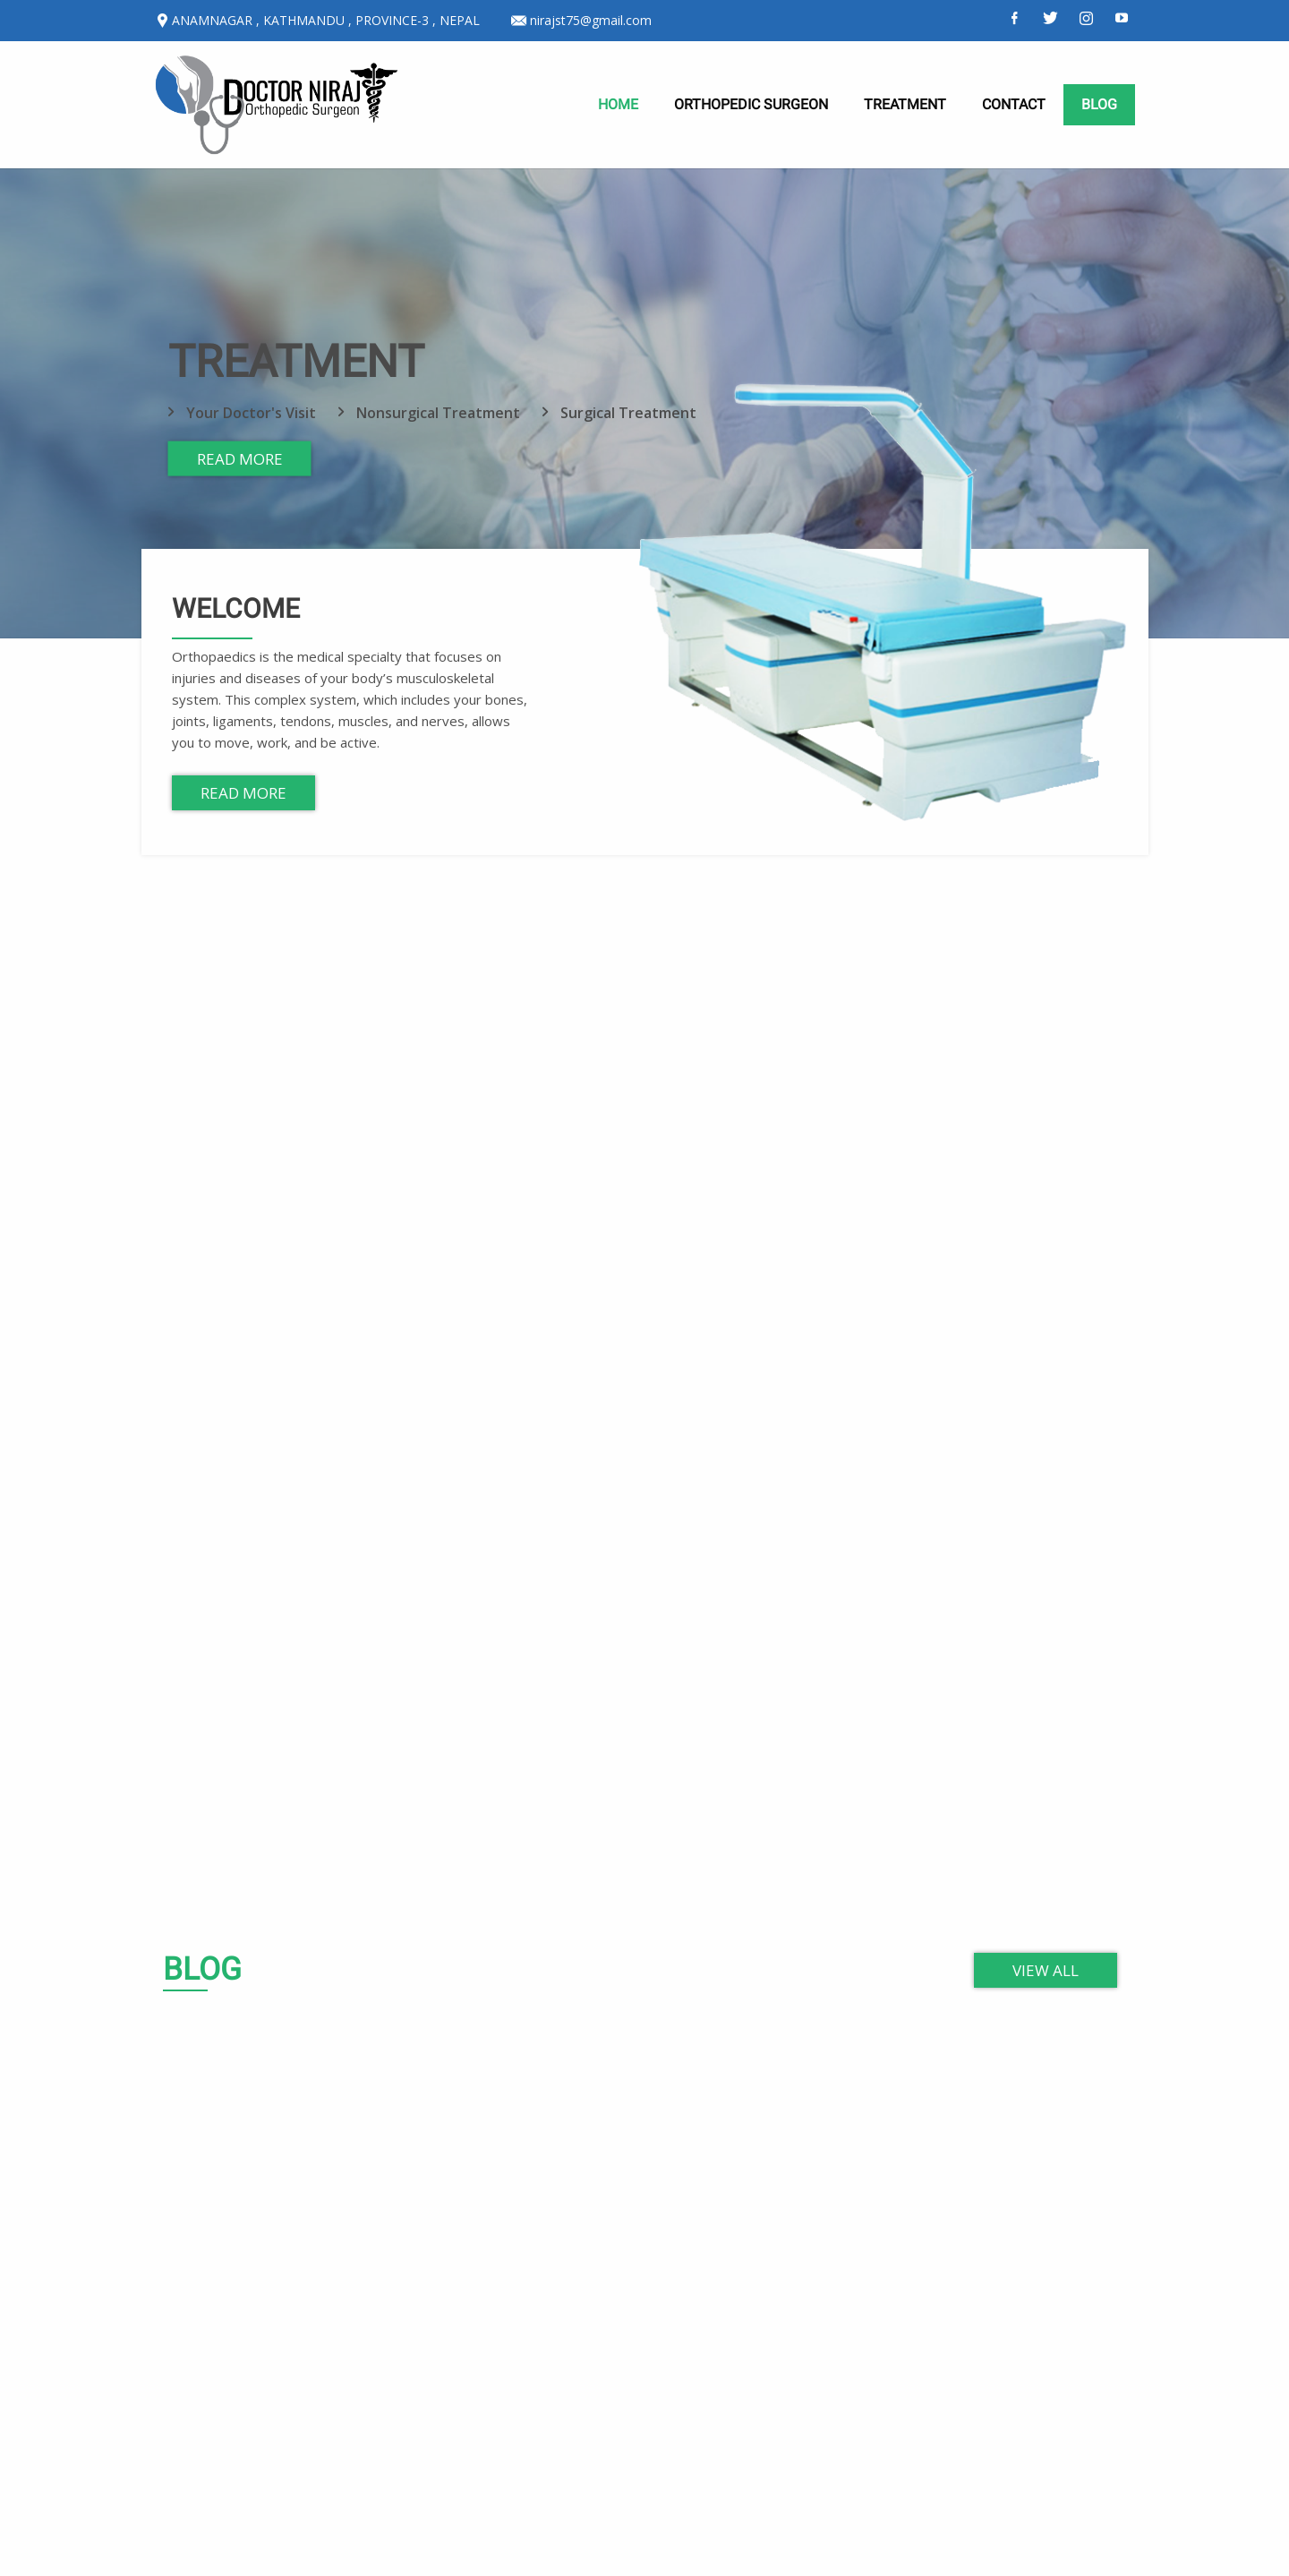 ANAMNAGAR , KATHMANDU , PROVINCE-3 , NEPAL nirajst75@gmail.com
DOCTOR NIRAJ
Orthopedic Surgeon
HOME ORTHOPEDIC SURGEON TREATMENT CONTACT BLOG
TREATMENT
Your Doctor's Visit Nonsurgical Treatment Surgical Treatment
READ MORE
WELCOME
Orthopaedics is the medical specialty that focuses on
injuries and diseases of your body’s musculoskeletal
system. This complex system, which includes your bones,
joints, ligaments, tendons, muscles, and nerves, allows
you to move, work, and be active.
READ MORE
BLOG
VIEW ALL